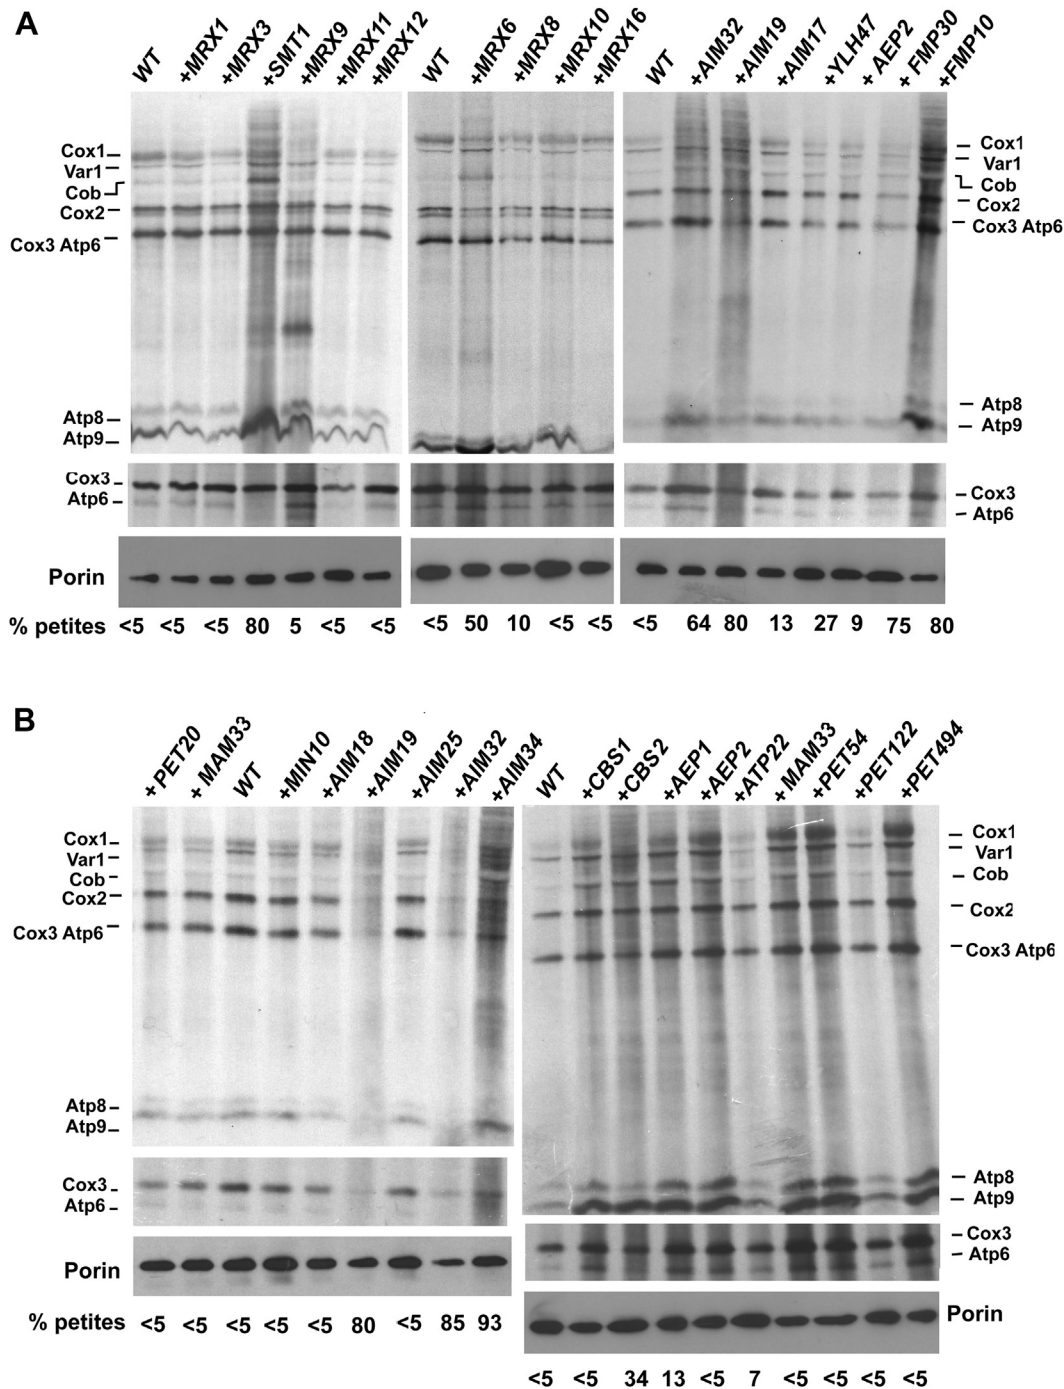 A
WT +MRX1 +MRX3 +SMT1 +MRX9 +MRX11 +MRX12 WT +MRX6 +MRX8 +MRX10 +MRX16 WT +AIM32 +AIM19 +AIM17 +YLH47 + AEP2 + FMP30 +FMP10
Cox1 Cox1
Var1 Var1
Cob Cob
Cox2 Cox2
Cox3 Atp6 Cox3 Atp6
Atp8 Atp8
Atp9 Atp9
Cox3 Cox3
Atp6 Atp6
Porin
% petites <5 <5 <5 80 5 <5 <5 <5 50 10 <5 <5 <5 64 80 13 27 9 75 80
B
+PET20 + MAM33 WT +MIN10 +AIM18 +AIM19 +AIM25 +AIM32 +AIM34 WT +CBS1 +CBS2 +AEP1 +AEP2 +ATP22 + MAM33 +PET54 +PET122 +PET494
Cox1 Cox1
Var1 Var1
Cob Cob
Cox2 Cox2
Cox3 Atp6 Cox3 Atp6
Atp8 Atp8
Atp9 Atp9
Cox3 Cox3
Atp6 Atp6
Porin Porin
% petites <5 <5 <5 <5 <5 80 <5 85 93
<5 <5 34 13 <5 7 <5 <5 <5 <5